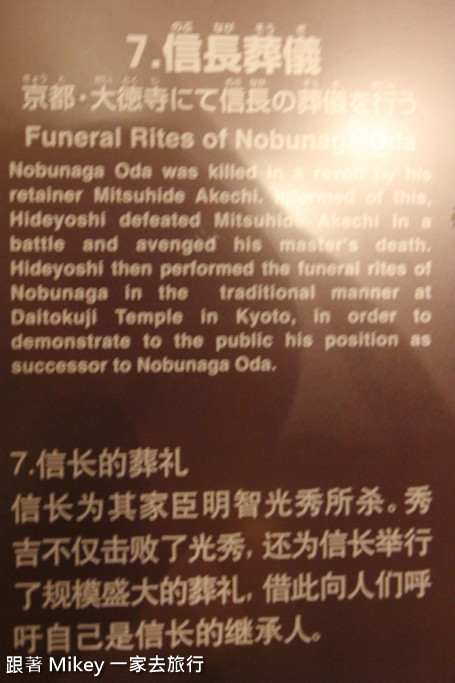 のぶ なが そう ぎ
7.信長葬儀
京都・大徳寺にて信長の葬儀を行う
Funeral Rites of Nobunaga Oda
Nobunaga Oda was killed in a revolt by his
retainer Mitsuhide Akechi. Informed of this,
Hideyoshi defeated Mitsuhide Akechi in a
battle and avenged his master's death.
Hideyoshi then performed the funeral rites of
Nobunaga in the traditional manner at
Daitokuji Temple in Kyoto, in order to
demonstrate to the public his position as
successor to Nobunaga Oda.
7.信长的葬礼
信长为其家臣明智光秀所杀。秀
吉不仅击败了光秀，还为信长举行
了规模盛大的葬礼，借此向人们呼
吁自己是信长的继承人。
跟著 Mikey 一家去旅行